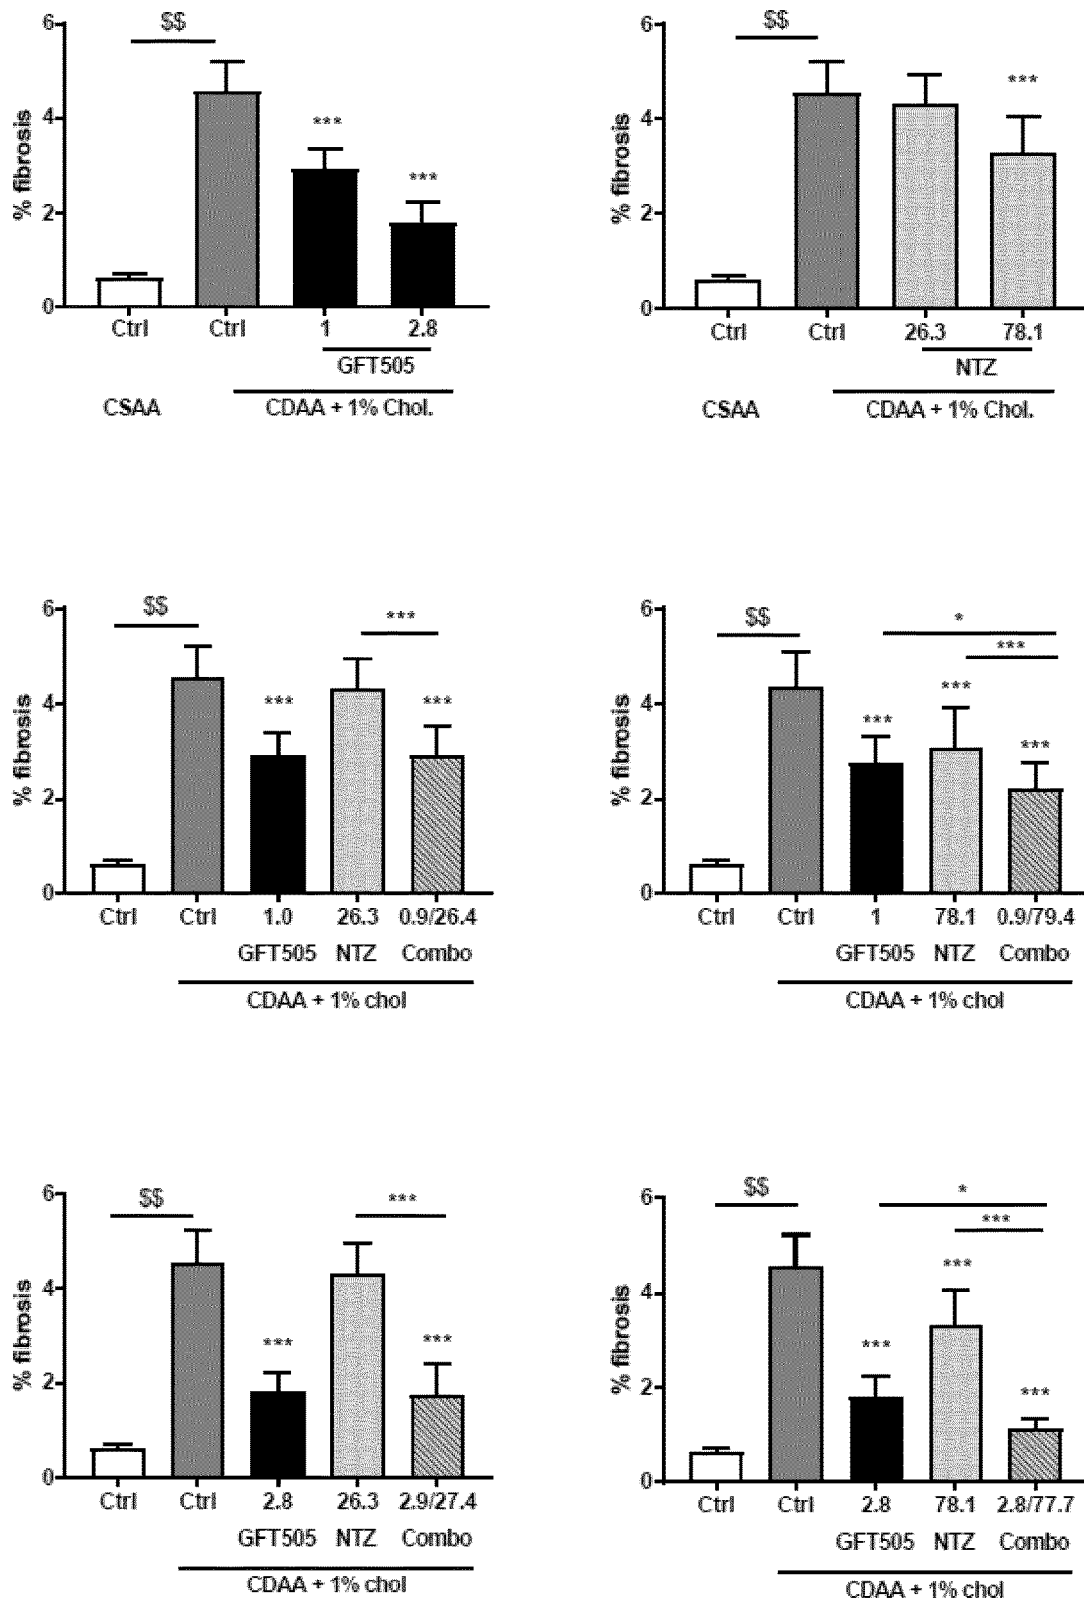 6
4
2
0
% fibrosis
$$
***
***
Ctrl Ctrl 1 2.8
GFT505
CSAA CDAA + 1% Chol.
6
4
2
0
% fibrosis
$$
***
Ctrl Ctrl 26.3 78.1
NTZ
CSAA CDAA + 1% Chol.
6
4
2
0
% fibrosis
$$
***
*** ***
Ctrl Ctrl 1.0 26.3 0.9/26.4
GFT505 NTZ Combo
CDAA + 1% chol
6
4
2
0
% fibrosis
$$
*
***
***
***
***
Ctrl Ctrl 1 78.1 0.9/79.4
GFT505 NTZ Combo
CDAA + 1% chol
6
4
2
0
% fibrosis
$$
***
*** ***
Ctrl Ctrl 2.8 26.3 2.9/27.4
GFT505 NTZ Combo
CDAA + 1% chol
6
4
2
0
% fibrosis
$$
*
***
***
***
***
Ctrl Ctrl 2.8 78.1 2.8/77.7
GFT505 NTZ Combo
CDAA + 1% chol